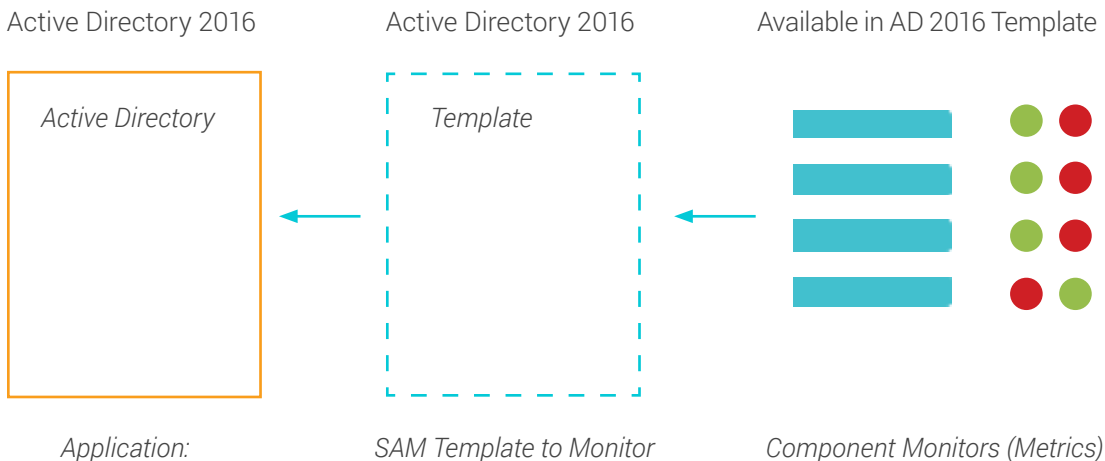 Active Directory 2016
Active Directory 2016
Available in AD 2016 Template
Active Directory
Template
Application:
SAM Template to Monitor
Component Monitors (Metrics)